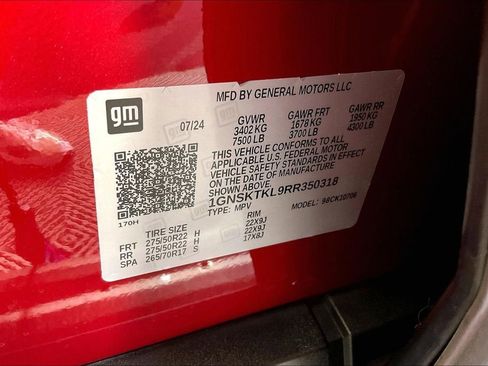 gm
MFD BY GENERAL MOTORS LLC
07/24
GVWR GAWR FRT GAWR RR
3402 KG 1678 KG 1950 KG
7500 LB 3700 LB 4300 LB
THIS VEHICLE CONFORMS TO ALL
APPLICABLE U.S. FEDERAL MOTOR
VEHICLE SAFETY STANDARDS IN EFFECT
ON THE DATE OF MANUFACTURE
SHOWN ABOVE.
1GNSKTKL9RR350318
170H
TYPE: MPV MODEL: 98CK10706
TIRE SIZE RIM
FRT 275/50R22 H 22X9J
RR 275/50R22 H 22X9J
SPA 265/70R17 S 17X8J